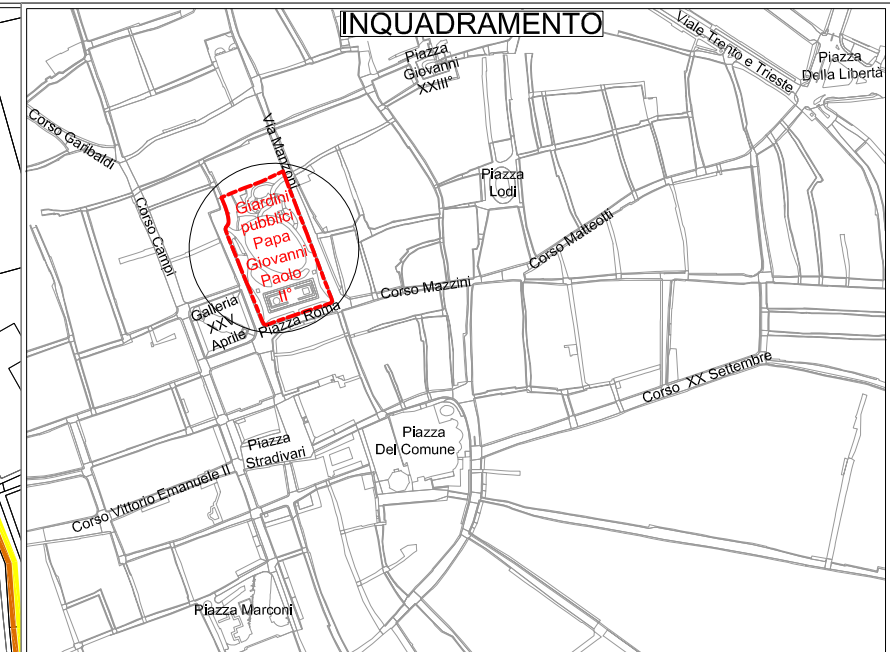 INQUADRAMENTO
Viale Trento e Trieste
Piazza
Della Libertà
Piazza
Giovanni
XXIII°
Corso Garibaldi
Via Manzoni
Piazza
Lodi
Corso Campi
Giardini
pubblici
Papa
Giovanni
Paolo
II°
Corso Matteotti
Corso Mazzini
Galleria
XXV
Aprile
Piazza Roma
Corso XX Settembre
Piazza
Stradivari
Piazza
Del Comune
Corso Vittorio Emanuele II
Piazza Marconi